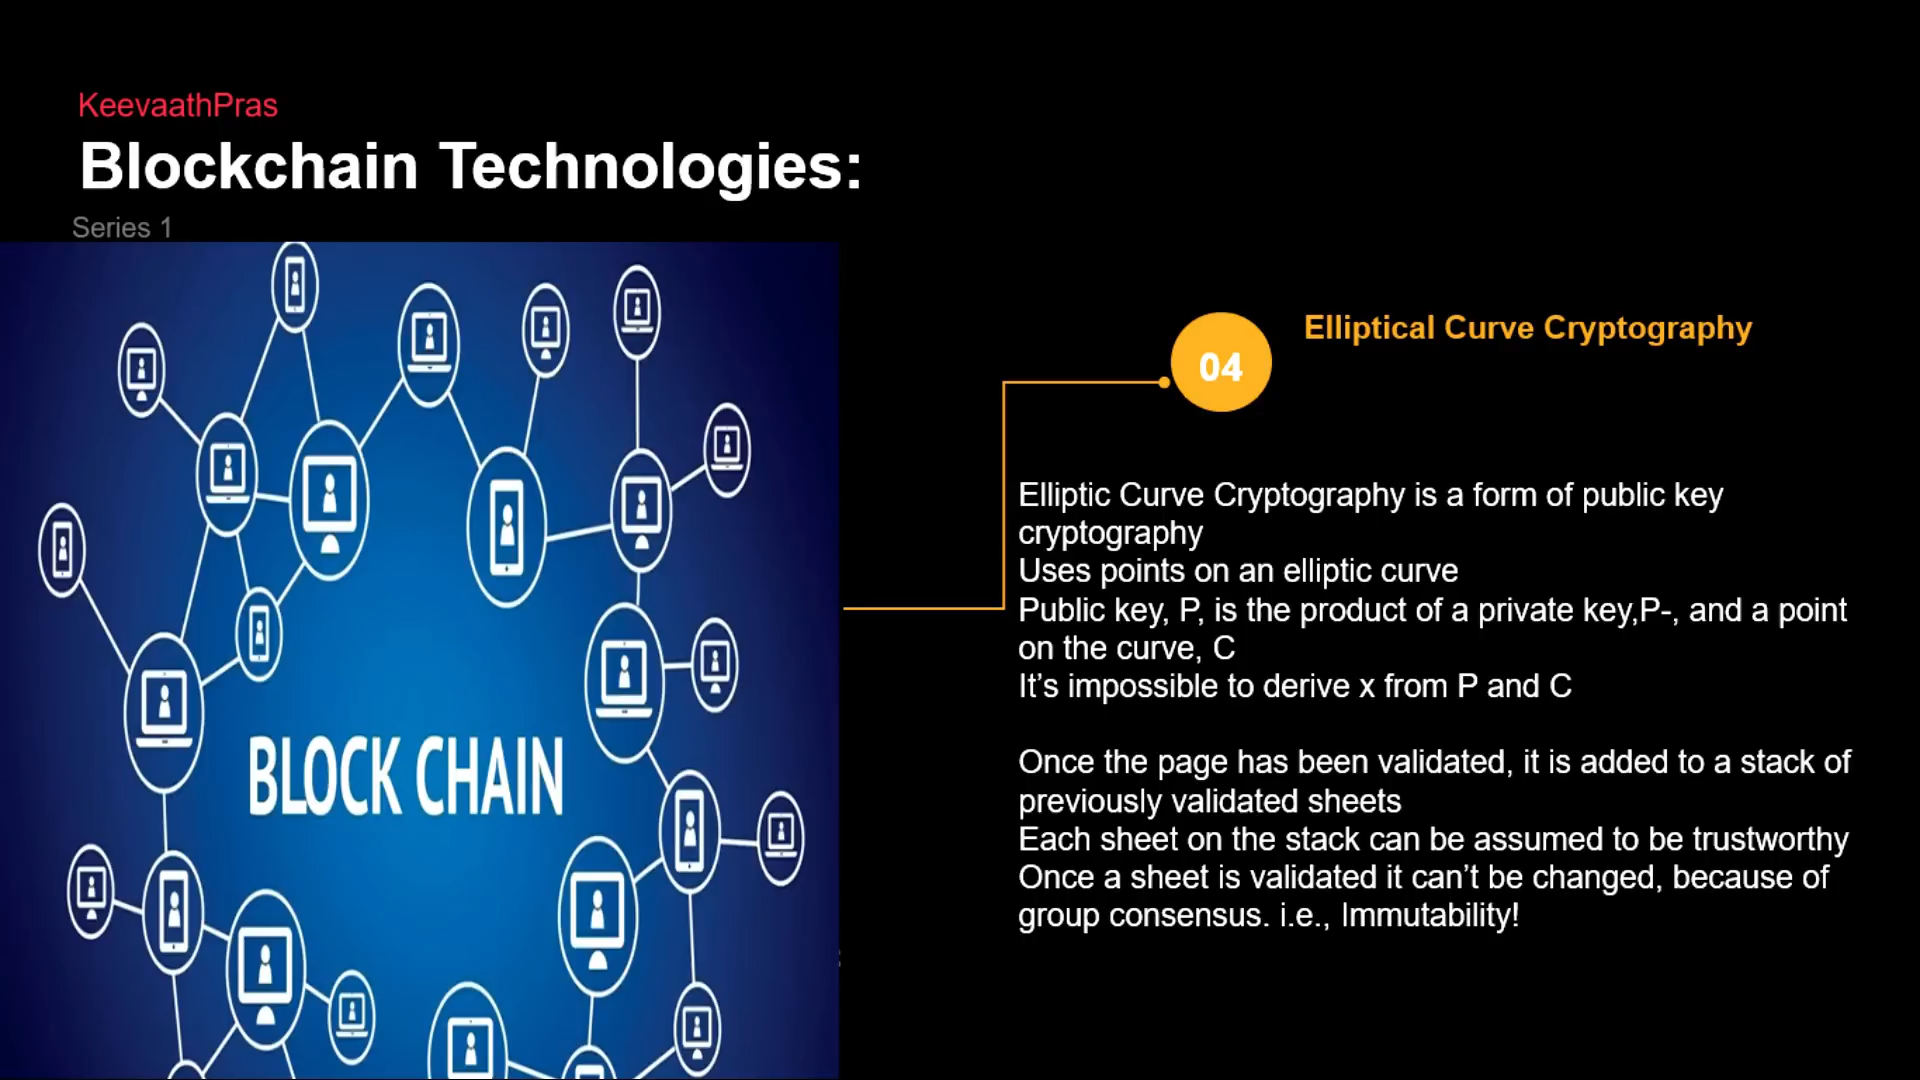 KeevaathPras
Blockchain Technologies:
Series 1
BLOCK CHAIN
04
Elliptical Curve Cryptography
Elliptic Curve Cryptography is a form of public key
cryptography
Uses points on an elliptic curve
Public key, P, is the product of a private key,P-, and a point
on the curve, C
It’s impossible to derive x from P and C
Once the page has been validated, it is added to a stack of
previously validated sheets
Each sheet on the stack can be assumed to be trustworthy
Once a sheet is validated it can’t be changed, because of
group consensus. i.e., Immutability!